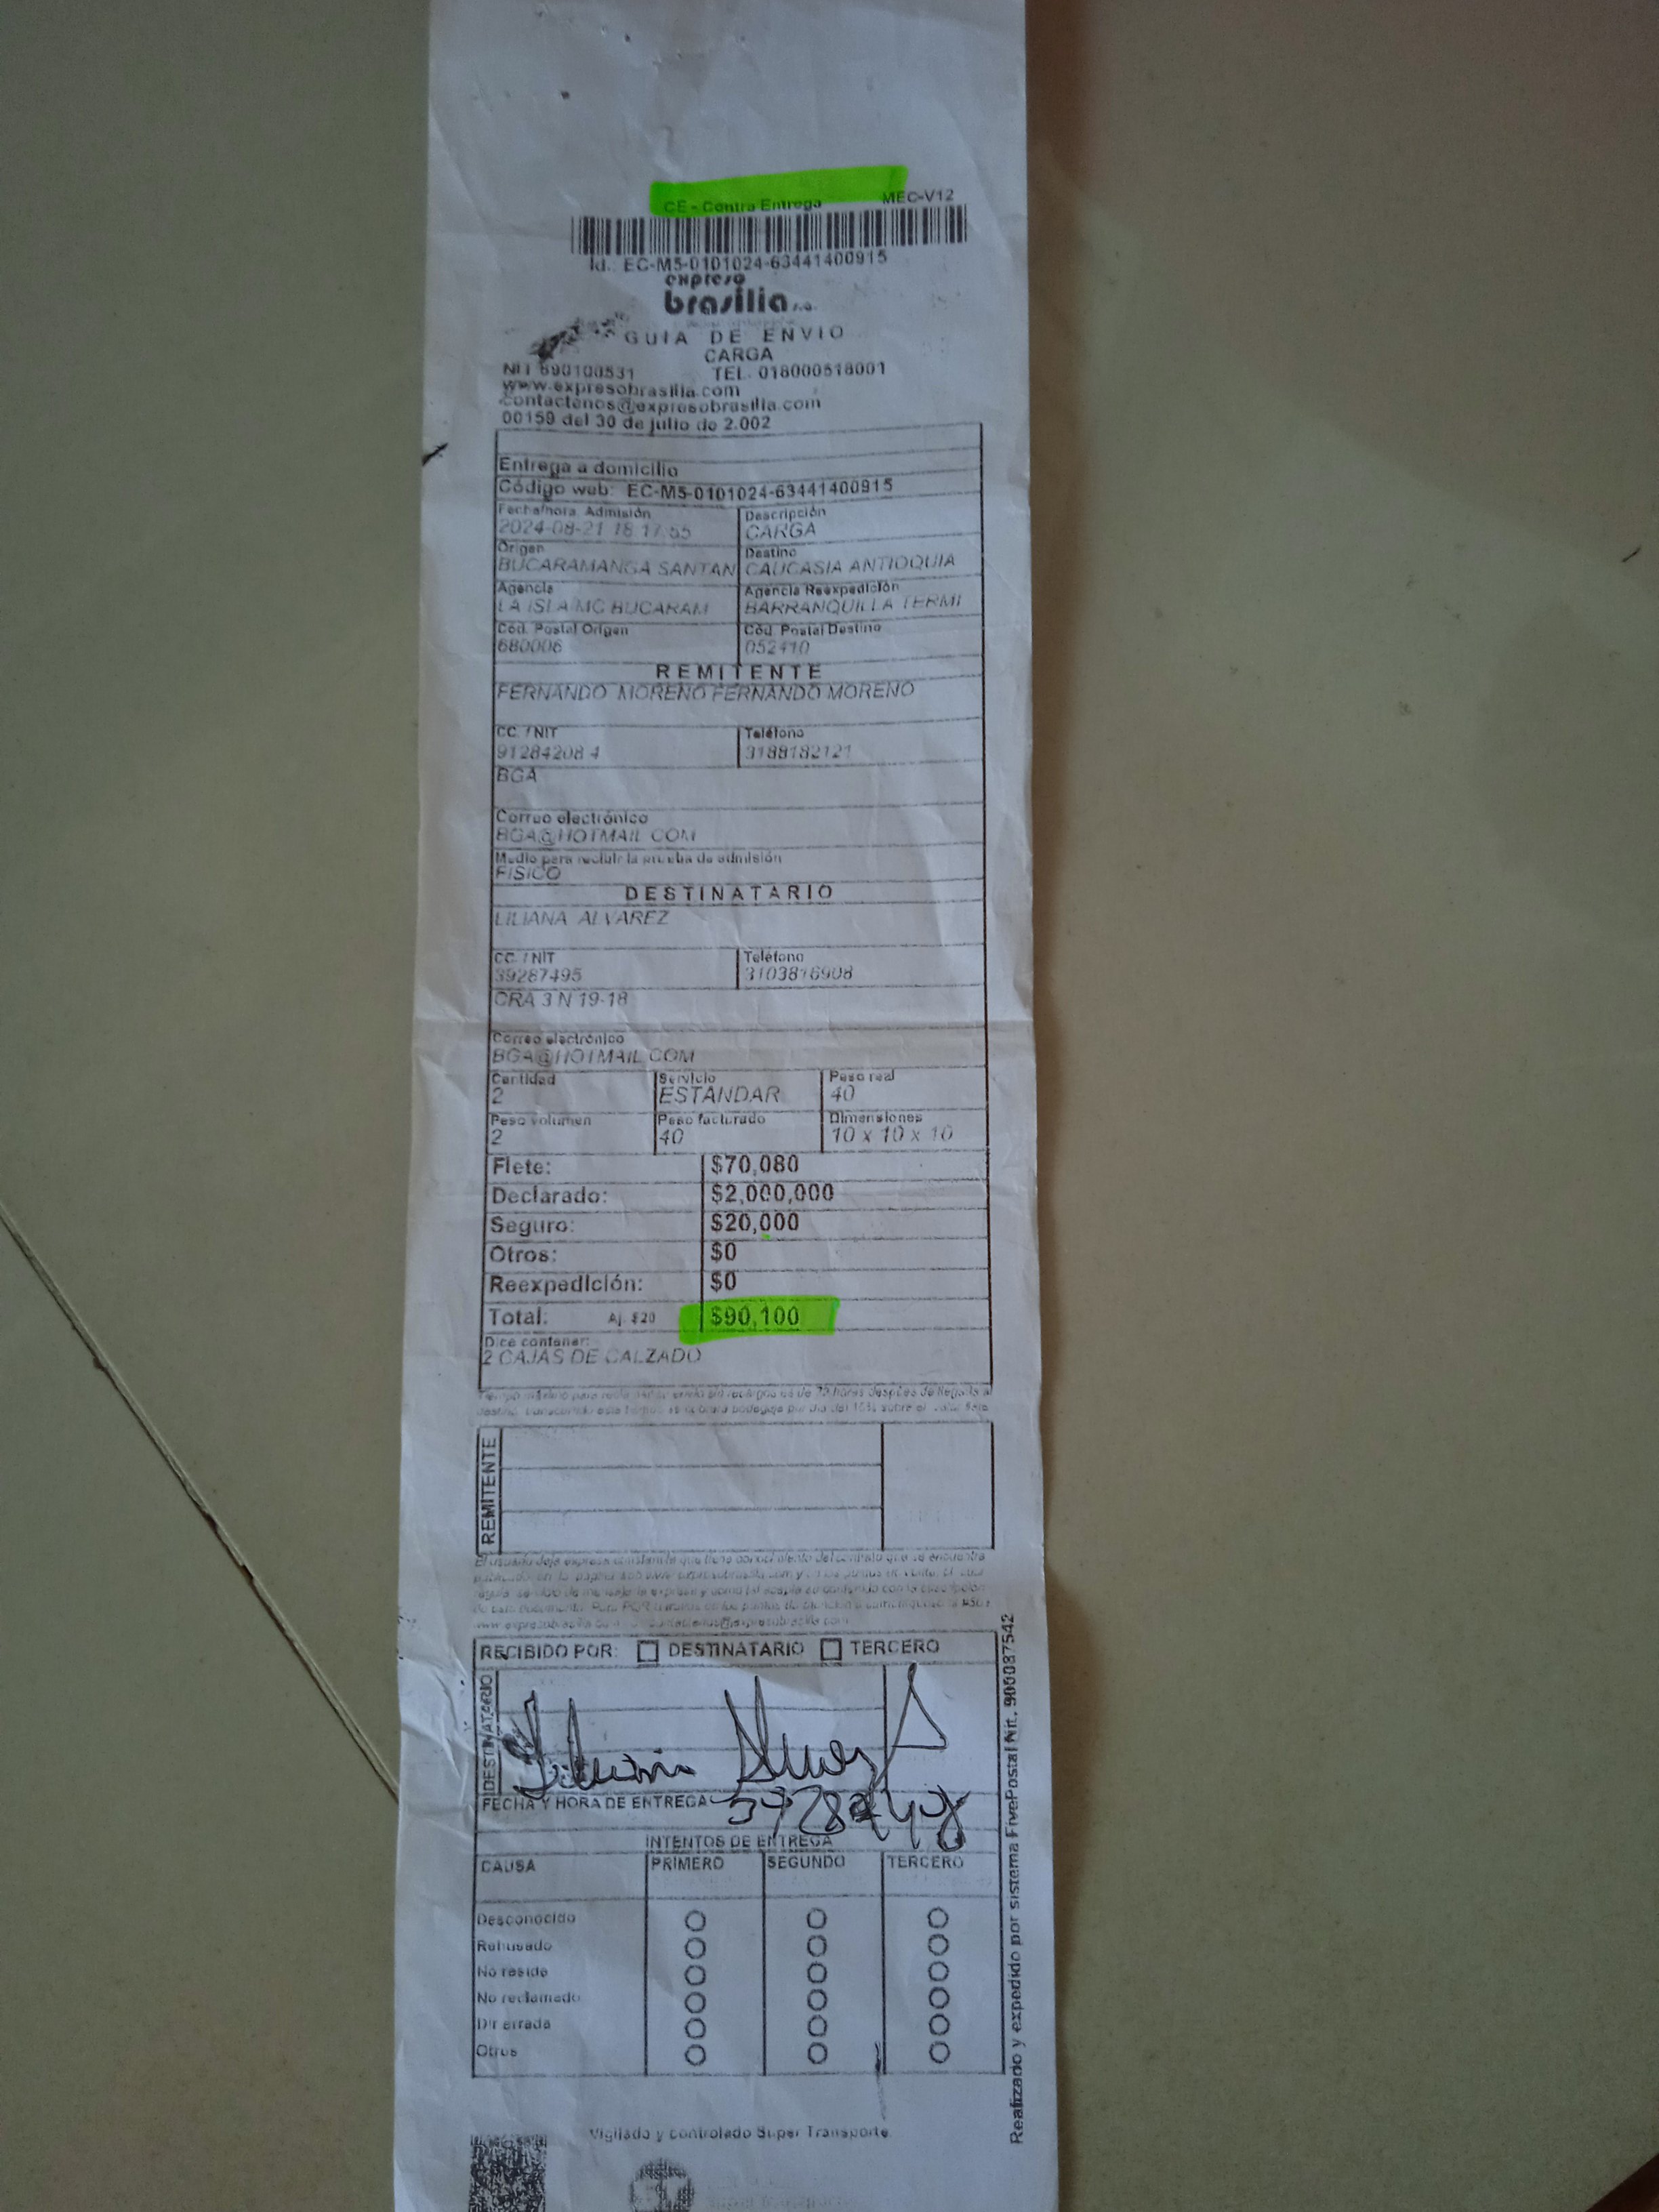 CE - Contra Entrega MEC-V12
Id.: EC-M5-0101024-63441400915
expreso
brasilia s.a.
GUIA DE ENVIO
CARGA
NIT 890100531 TEL. 018000518001
www.expresobrasilia.com
contactenos@expresobrasilia.com
00159 del 30 de julio de 2.002
Entrega a domicilio
Código web: EC-M5-0101024-63441400915
Fecha/hora Admisión Descripción
2024-08-21 18:17:55 CARGA
Origen Destino
BUCARAMANGA SANTAN CAUCASIA ANTIOQUIA
Agencia Agencia Reexpedición
LA ISLA MC BUCARAM BARRANQUILLA TERMI
Cód. Postal Origen Cód. Postal Destino
680006 052410
REMITENTE
FERNANDO MORENO FERNANDO MORENO
CC. / NIT Teléfono
91284208 4 3188182121
BGA
Correo electrónico
BGA@HOTMAIL.COM
Medio para recibir la prueba de admisión
FISICO
DESTINATARIO
LILIANA ALVAREZ
CC. / NIT Teléfono
39287495 3103816908
CRA 3 N 19-18
Correo electrónico
BGA@HOTMAIL.COM
Cantidad Servicio Peso real
2 ESTANDAR 40
Peso volumen Peso facturado Dimensiones
2 40 10 x 10 x 10
Flete: $70,080
Declarado: $2,000,000
Seguro: $20,000
Otros: $0
Reexpedición: $0
Total: Aj. $20 $90,100
Dice contener:
2 CAJAS DE CALZADO
REMITENTE
RECIBIDO POR: DESTINATARIO TERCERO
DESTINATARIO
FECHA Y HORA DE ENTREGA
INTENTOS DE ENTREGA
CAUSA PRIMERO SEGUNDO TERCERO
Desconocido
Rehusado
No reside
No reclamado
Dir errada
Otros
Realizado y expedido por sistema FivePostal Nit. 900087542
Vigilado y controlado Super Transporte.